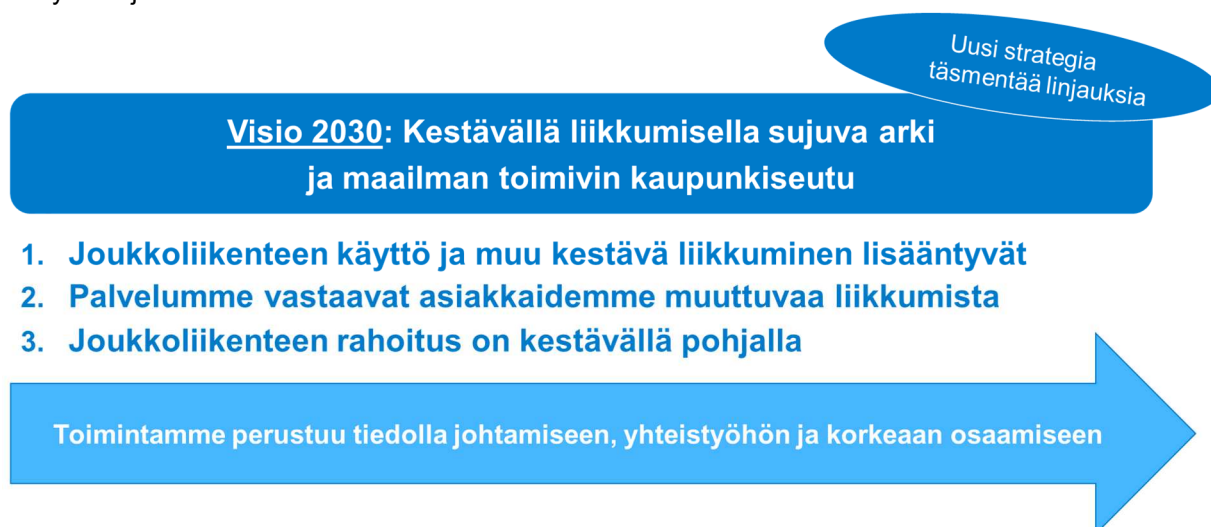 Uusi strategia
täsmentää linjauksia
Visio 2030: Kestävällä liikkumisella sujuva arki
ja maailman toimivin kaupunkiseutu
1. Joukkoliikenteen käyttö ja muu kestävä liikkuminen lisääntyvät
2. Palvelumme vastaavat asiakkaidemme muuttuvaa liikkumista
3. Joukkoliikenteen rahoitus on kestävällä pohjalla
Toimintamme perustuu tiedolla johtamiseen, yhteistyöhön ja korkeaan osaamiseen